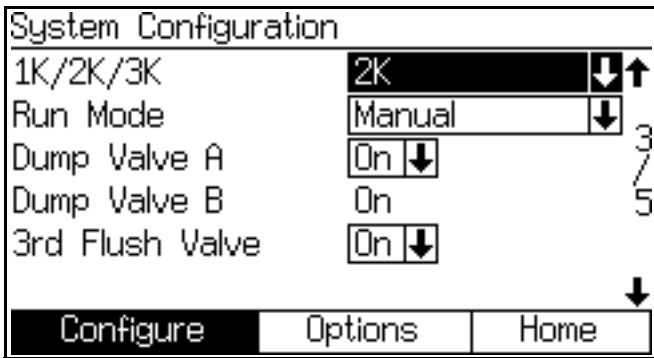 System Configuration
1K/2K/3K 2K
Run Mode Manual
Dump Valve A On
Dump Valve B On
3rd Flush Valve On
3/5
Configure Options Home